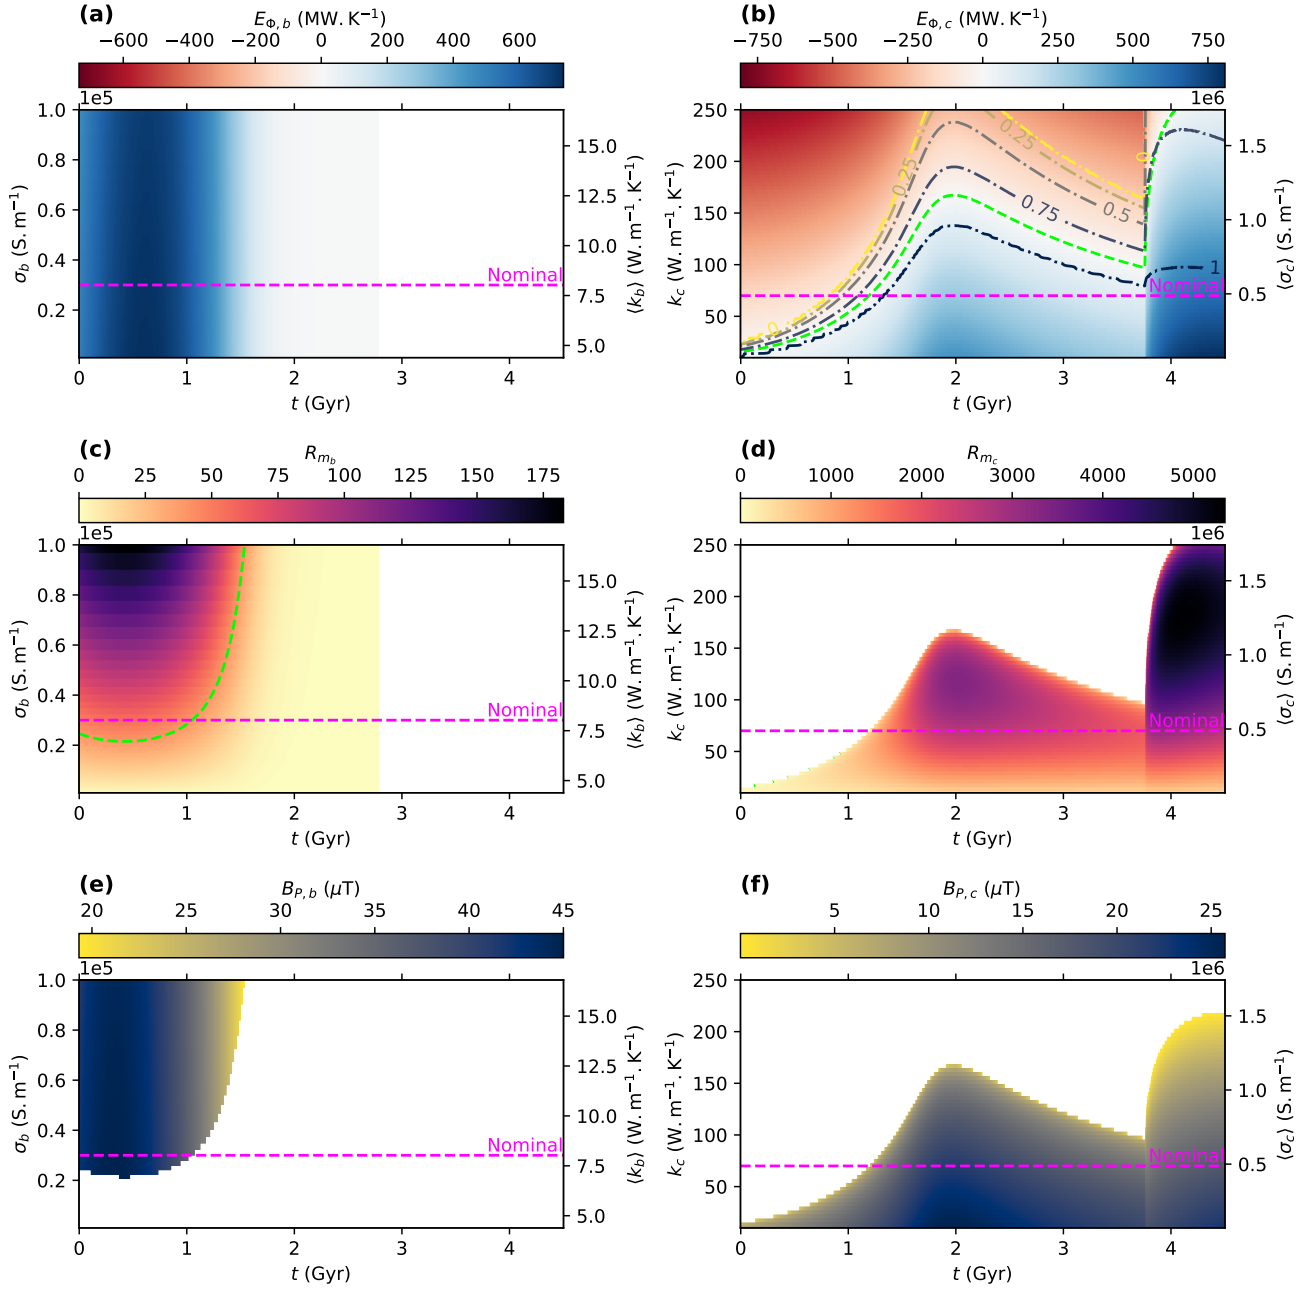 (a)
E_{Φ,b} (MW.K⁻¹)
−600 −400 −200 0 200 400 600
1e5
1.0
0.8
0.6
0.4
0.2
σ_b (S.m⁻¹)
15.0
12.5
10.0
7.5
5.0
⟨k_b⟩ (W.m⁻¹.K⁻¹)
Nominal
0 1 2 3 4
t (Gyr)
(b)
E_{Φ,c} (MW.K⁻¹)
−750 −500 −250 0 250 500 750
1e6
250
200
150
100
50
k_c (W.m⁻¹.K⁻¹)
1.5
1.0
0.5
⟨σ_c⟩ (S.m⁻¹)
0.25
0.25
0
0.75
0.5
1
0
Nominal
0 1 2 3 4
t (Gyr)
(c)
R_{m_b}
0 25 50 75 100 125 150 175
1e5
1.0
0.8
0.6
0.4
0.2
σ_b (S.m⁻¹)
15.0
12.5
10.0
7.5
5.0
⟨k_b⟩ (W.m⁻¹.K⁻¹)
Nominal
0 1 2 3 4
t (Gyr)
(d)
R_{m_c}
0 1000 2000 3000 4000 5000
1e6
250
200
150
100
50
k_c (W.m⁻¹.K⁻¹)
1.5
1.0
0.5
⟨σ_c⟩ (S.m⁻¹)
Nominal
0 1 2 3 4
t (Gyr)
(e)
B_{P,b} (μT)
20 25 30 35 40 45
1e5
1.0
0.8
0.6
0.4
0.2
σ_b (S.m⁻¹)
15.0
12.5
10.0
7.5
5.0
⟨k_b⟩ (W.m⁻¹.K⁻¹)
Nominal
0 1 2 3 4
t (Gyr)
(f)
B_{P,c} (μT)
5 10 15 20 25
1e6
250
200
150
100
50
k_c (W.m⁻¹.K⁻¹)
1.5
1.0
0.5
⟨σ_c⟩ (S.m⁻¹)
Nominal
0 1 2 3 4
t (Gyr)